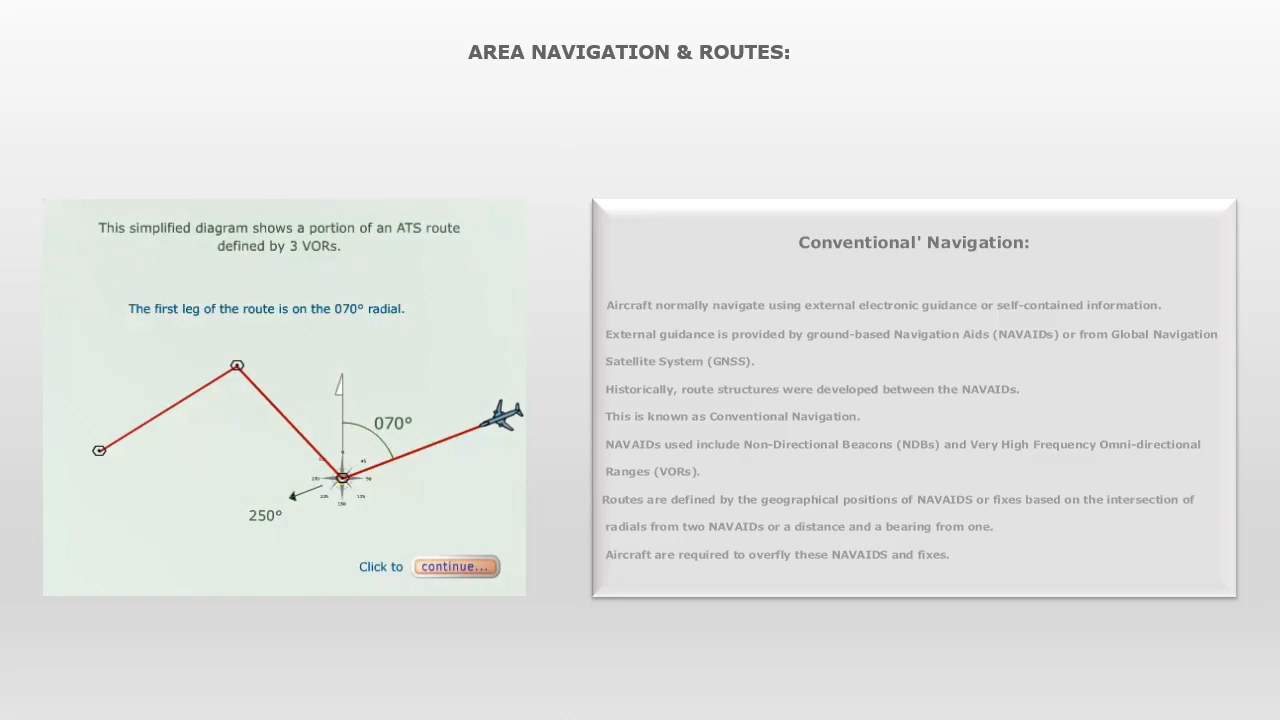 AREA NAVIGATION & ROUTES:
This simplified diagram shows a portion of an ATS route
defined by 3 VORs.
The first leg of the route is on the 070° radial.
070°
250°
Click to continue...
Conventional' Navigation:
Aircraft normally navigate using external electronic guidance or self-contained information.
External guidance is provided by ground-based Navigation Aids (NAVAIDs) or from Global Navigation
Satellite System (GNSS).
Historically, route structures were developed between the NAVAIDs.
This is known as Conventional Navigation.
NAVAIDs used include Non-Directional Beacons (NDBs) and Very High Frequency Omni-directional
Ranges (VORs).
Routes are defined by the geographical positions of NAVAIDS or fixes based on the intersection of
radials from two NAVAIDs or a distance and a bearing from one.
Aircraft are required to overfly these NAVAIDS and fixes.